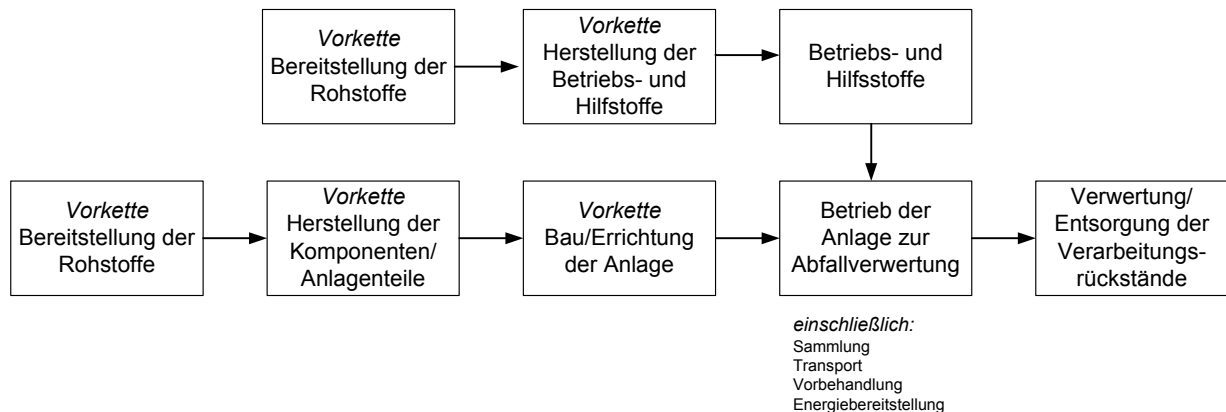 Vorkette
Bereitstellung der
Rohstoffe
Vorkette
Herstellung der
Betriebs- und
Hilfstoffe
Betriebs- und
Hilfsstoffe
Vorkette
Bereitstellung der
Rohstoffe
Vorkette
Herstellung der
Komponenten/
Anlagenteile
Vorkette
Bau/Errichtung
der Anlage
Betrieb der
Anlage zur
Abfallverwertung
Verwertung/
Entsorgung der
Verarbeitungs-
rückstände
einschließlich:
Sammlung
Transport
Vorbehandlung
Energiebereitstellung